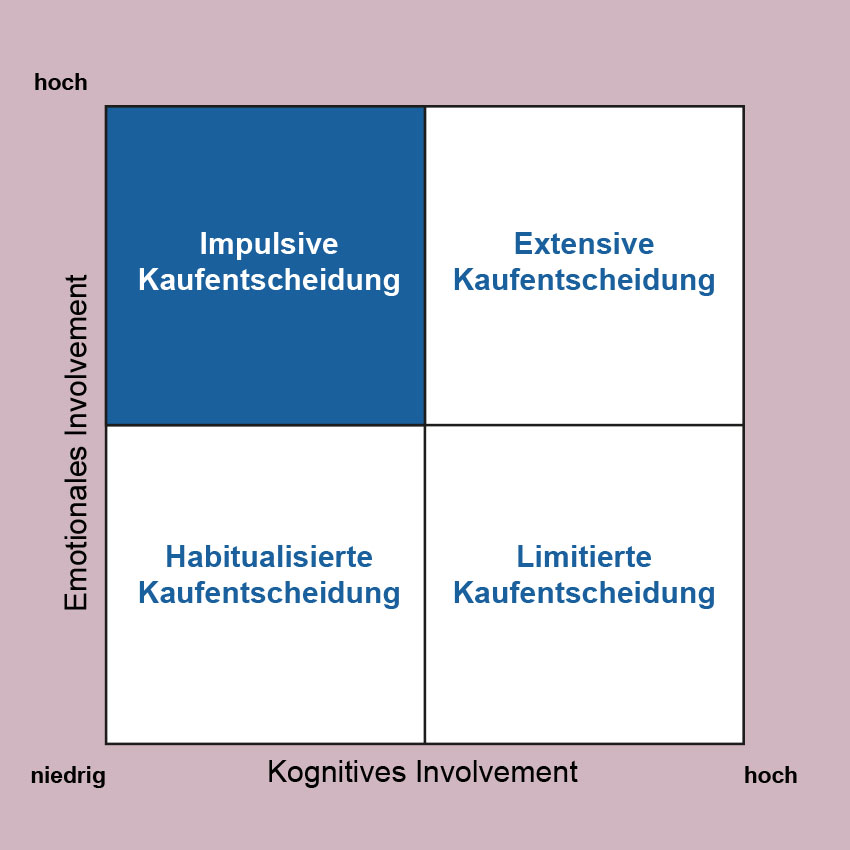 hoch
Impulsive
Kaufentscheidung
Extensive
Kaufentscheidung
Emotionales Involvement
Habitualisierte
Kaufentscheidung
Limitierte
Kaufentscheidung
niedrig
Kognitives Involvement
hoch